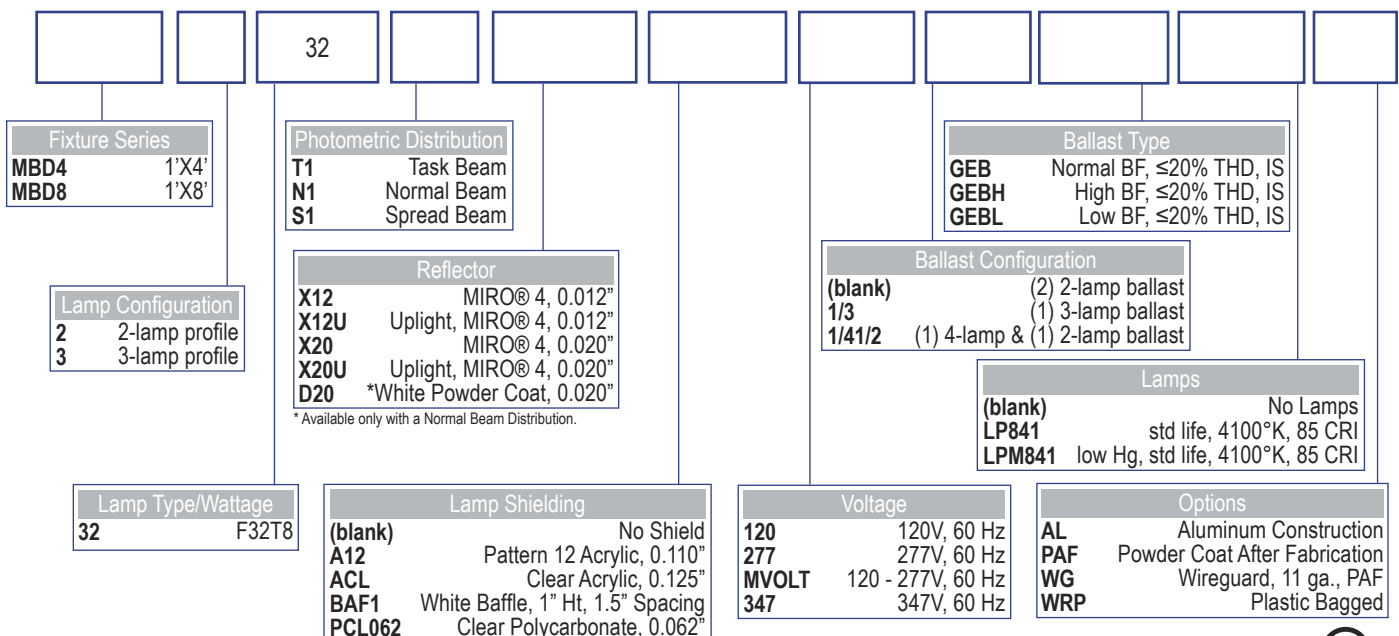 32
Fixture Series
MBD4 1'X4'
MBD8 1'X8'
Photometric Distribution
T1 Task Beam
N1 Normal Beam
S1 Spread Beam
Ballast Type
GEB Normal BF, ≤20% THD, IS
GEBH High BF, ≤20% THD, IS
GEBL Low BF, ≤20% THD, IS
Lamp Configuration
2 2-lamp profile
3 3-lamp profile
Reflector
X12 MIRO® 4, 0.012”
X12U Uplight, MIRO® 4, 0.012”
X20 MIRO® 4, 0.020”
X20U Uplight, MIRO® 4, 0.020”
D20 *White Powder Coat, 0.020”
* Available only with a Normal Beam Distribution.
Ballast Configuration
(blank) (2) 2-lamp ballast
1/3 (1) 3-lamp ballast
1/41/2 (1) 4-lamp & (1) 2-lamp ballast
Lamps
(blank) No Lamps
LP841 std life, 4100°K, 85 CRI
LPM841 low Hg, std life, 4100°K, 85 CRI
Lamp Type/Wattage
32 F32T8
Lamp Shielding
(blank) No Shield
A12 Pattern 12 Acrylic, 0.110”
ACL Clear Acrylic, 0.125”
BAF1 White Baffle, 1” Ht, 1.5” Spacing
PCL062 Clear Polycarbonate, 0.062”
Voltage
120 120V, 60 Hz
277 277V, 60 Hz
MVOLT 120 - 277V, 60 Hz
347 347V, 60 Hz
Options
AL Aluminum Construction
PAF Powder Coat After Fabrication
WG Wireguard, 11 ga., PAF
WRP Plastic Bagged